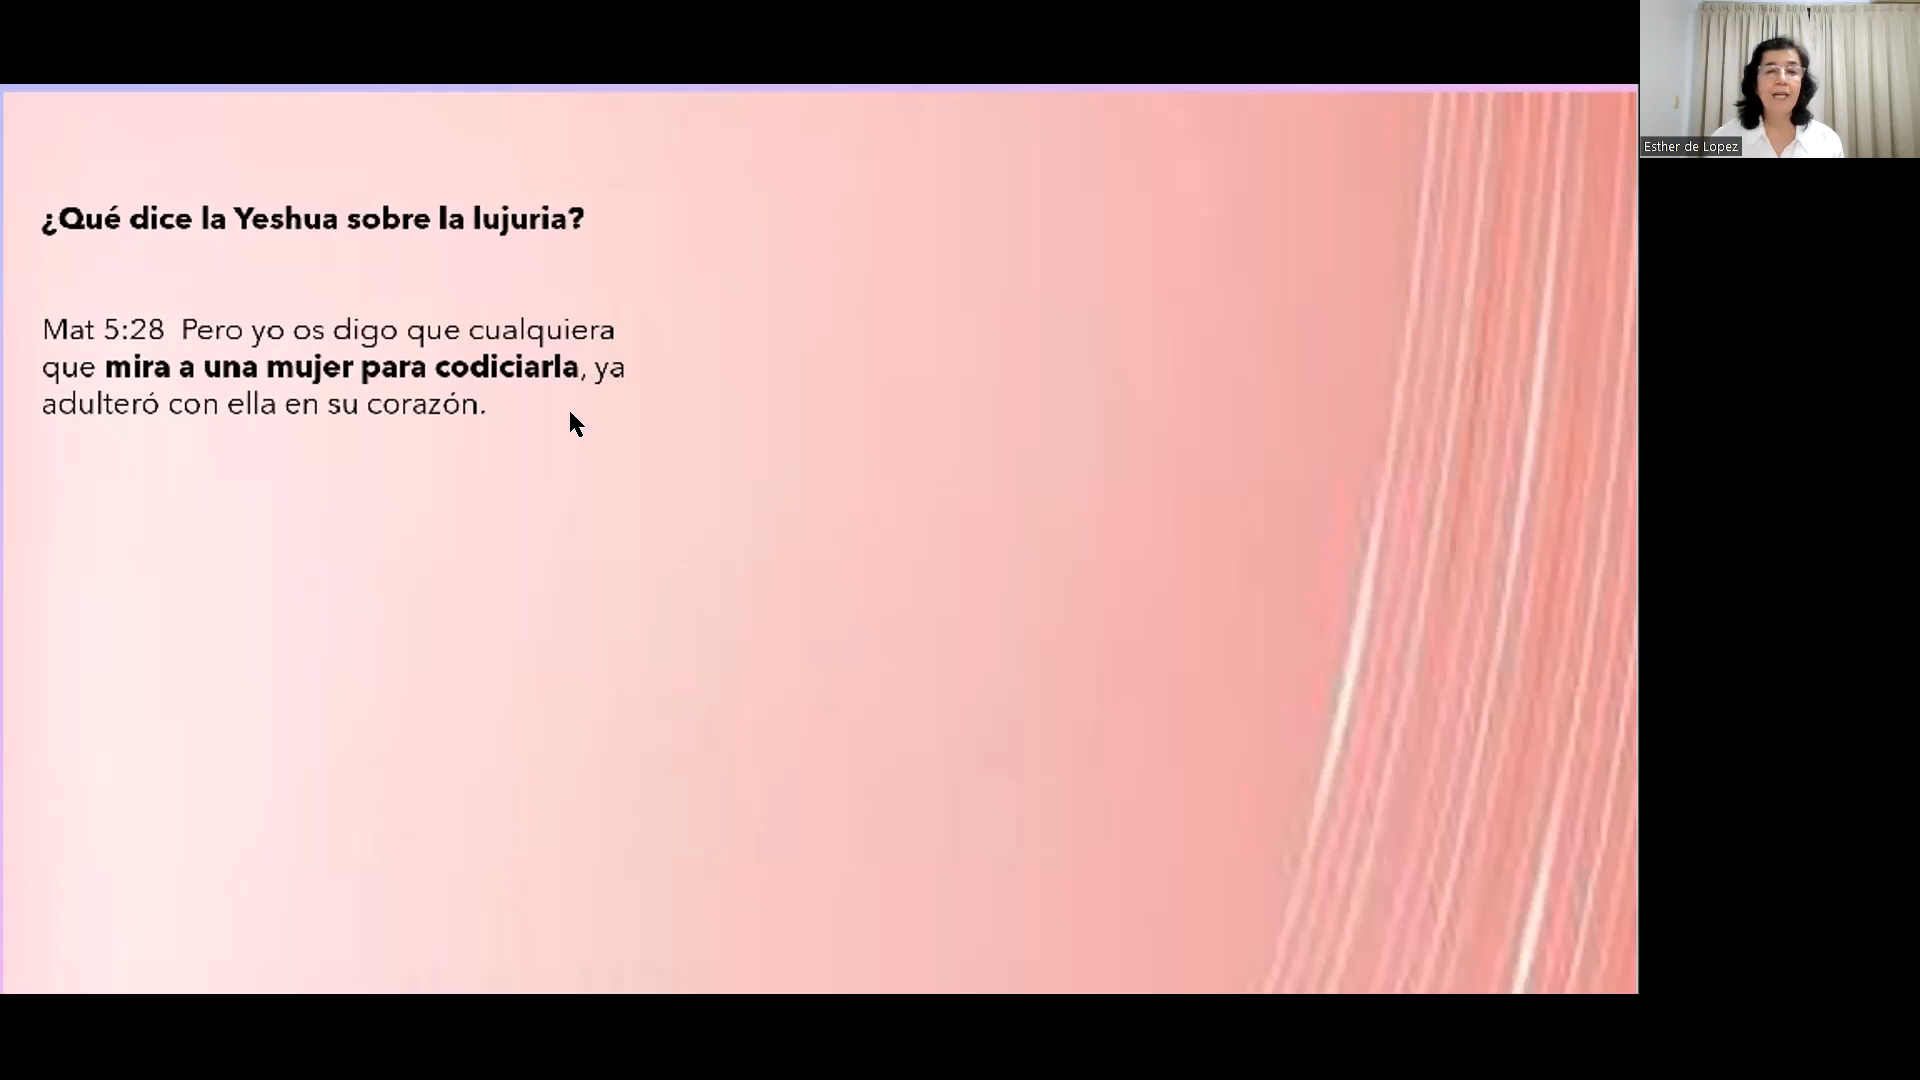 ¿Qué dice la Yeshua sobre la lujuria?
Mat 5:28  Pero yo os digo que cualquiera
que mira a una mujer para codiciarla, ya
adulteró con ella en su corazón.
Esther de Lopez